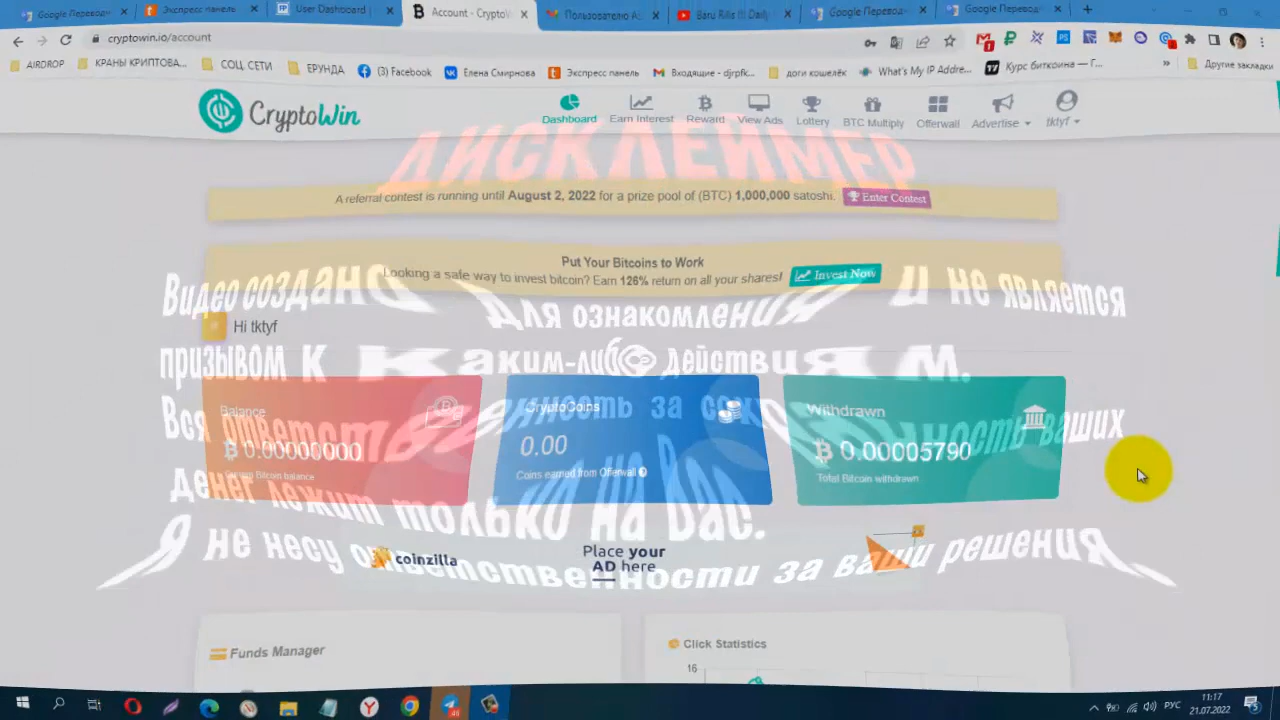 Google Перевод
Экспресс панель
User Dashboard
Account - CryptoW
Пользователю
Google Перевод
Google Перевод
cryptowin.io/account
AIRDROP
КРАНЫ КРИПТОВА...
СОЦ. СЕТИ
ЕРУНДА
(3) Facebook
Елена Смирнова
Экспресс панель
Входящие - djrpfk...
доги кошелёк
What's My IP Addre...
Курс биткоина — Г...
Другие закладки
CryptoWin
Dashboard
Earn Interest
Reward
View Ads
Lottery
BTC Multiply
Offerwall
Advertise
tktyf
ДИСКЛЕЙМЕР
A referral contest is running until August 2, 2022 for a prize pool of (BTC) 1,000,000 satoshi. Enter Contest
Put Your Bitcoins to Work
Looking a safe way to invest bitcoin? Earn 126% return on all your shares! Invest Now
Видео создано для ознакомления и не является
Hi tktyf
призывом к каким-либо действиям.
Balance
CryptoCoins
Withdrawn
Вся ответственность за сохранность ваших
0.00000000
0.00
0.00005790
Current Bitcoin balance
Coins earned from Offerwall
Total Bitcoin withdrawn
денег лежит только на Вас.
Я не несу ответственности за ваши решения.
coinzilla
Place your
AD here
Funds Manager
Click Statistics
16
РУС
11:17
21.07.2022